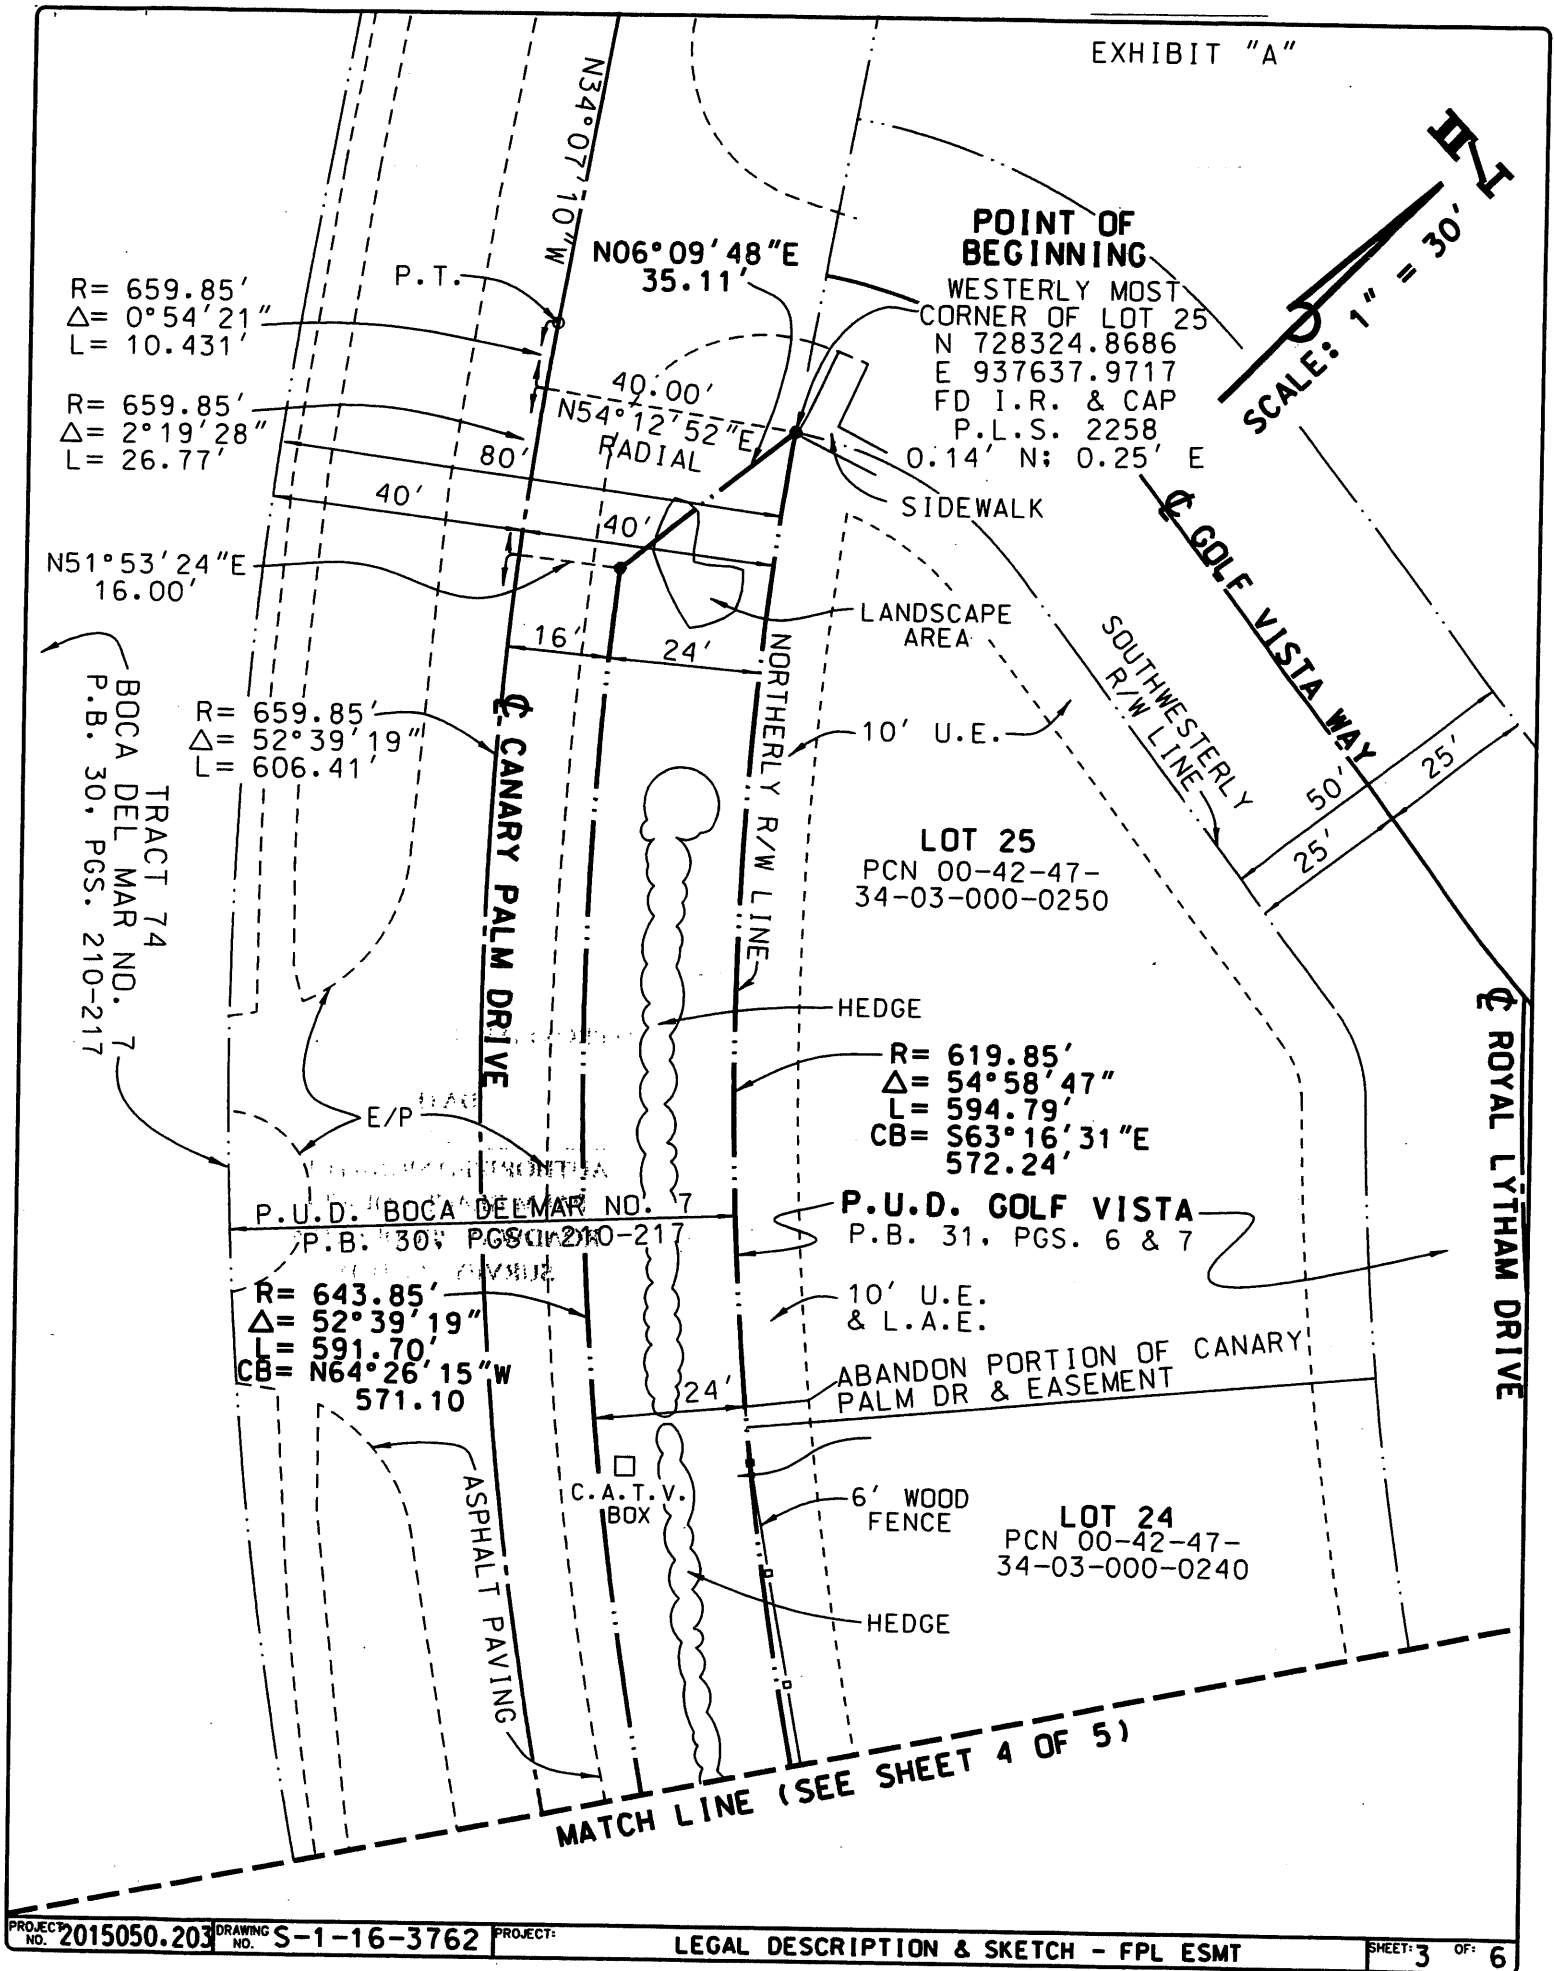 EXHIBIT "A"
N
SCALE: 1" = 30'
N34°07'10"W
P.T.
N06°09'48"E
35.11'
POINT OF
BEGINNING
WESTERLY MOST
CORNER OF LOT 25
N 728324.8686
E 937637.9717
FD I.R. & CAP
P.L.S. 2258
0.14' N; 0.25' E
R= 659.85'
Δ= 0°54'21"
L= 10.431'
R= 659.85'
Δ= 2°19'28"
L= 26.77'
40.00'
N54°12'52"E
RADIAL
80'
40'
40'
SIDEWALK
N51°53'24"E
16.00'
LANDSCAPE
AREA
16'
24'
℄ GOLF VISTA WAY
SOUTHWESTERLY
R/W LINE
50'
25'
25'
TRACT 74
BOCA DEL MAR NO. 7
P.B. 30, PGS. 210-217
R= 659.85'
Δ= 52°39'19"
L= 606.41'
℄ CANARY PALM DRIVE
NORTHERLY R/W LINE
10' U.E.
LOT 25
PCN 00-42-47-
34-03-000-0250
HEDGE
℄ ROYAL LYTHAM DRIVE
R= 619.85'
Δ= 54°58'47"
L= 594.79'
CB= S63°16'31"E
572.24'
E/P
P.U.D. BOCA DELMAR NO. 7
P.B. 30, PGS. 210-217
P.U.D. GOLF VISTA
P.B. 31, PGS. 6 & 7
R= 643.85'
Δ= 52°39'19"
L= 591.70'
CB= N64°26'15"W
571.10
10' U.E.
& L.A.E.
24'
ABANDON PORTION OF CANARY
PALM DR & EASEMENT
ASPHALT PAVING
C.A.T.V.
BOX
6' WOOD
FENCE
LOT 24
PCN 00-42-47-
34-03-000-0240
HEDGE
MATCH LINE (SEE SHEET 4 OF 5)
PROJECT NO. 2015050.203 DRAWING NO. S-1-16-3762 PROJECT: LEGAL DESCRIPTION & SKETCH - FPL ESMT SHEET: 3 OF: 6